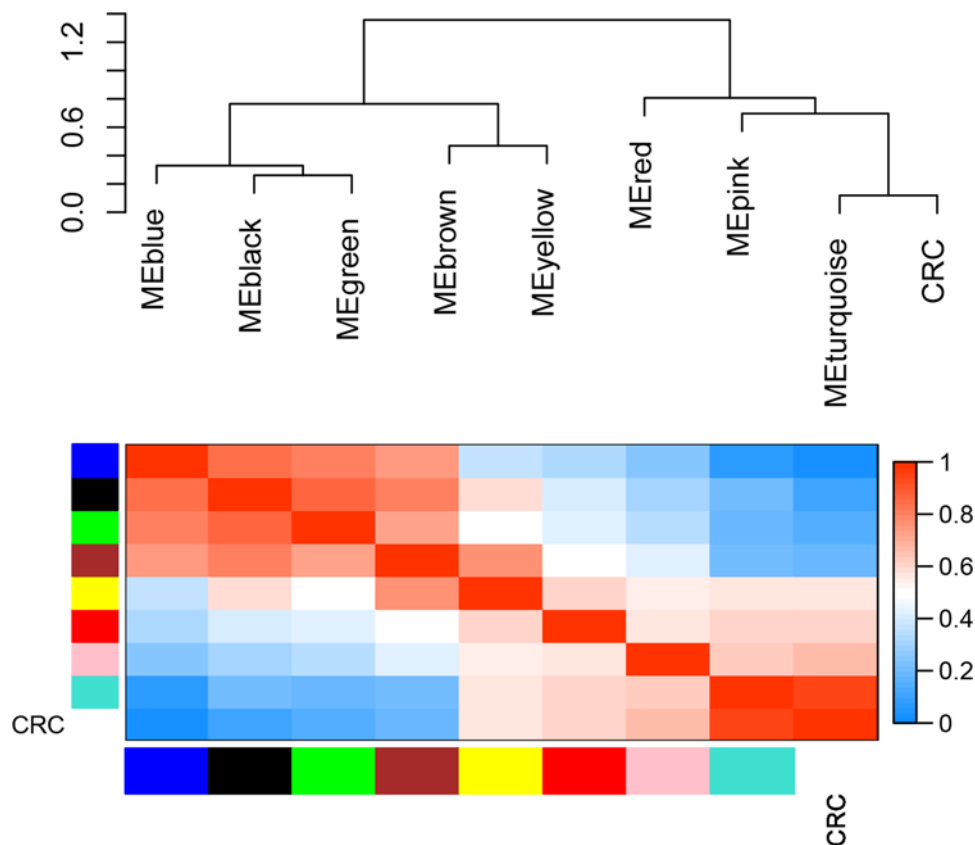 1.2
0.6
0.0
MEblue
MEblack
MEgreen
MEbrown
MEyellow
MEred
MEpink
MEturquoise
CRC
1
0.8
0.6
0.4
0.2
0
CRC
CRC